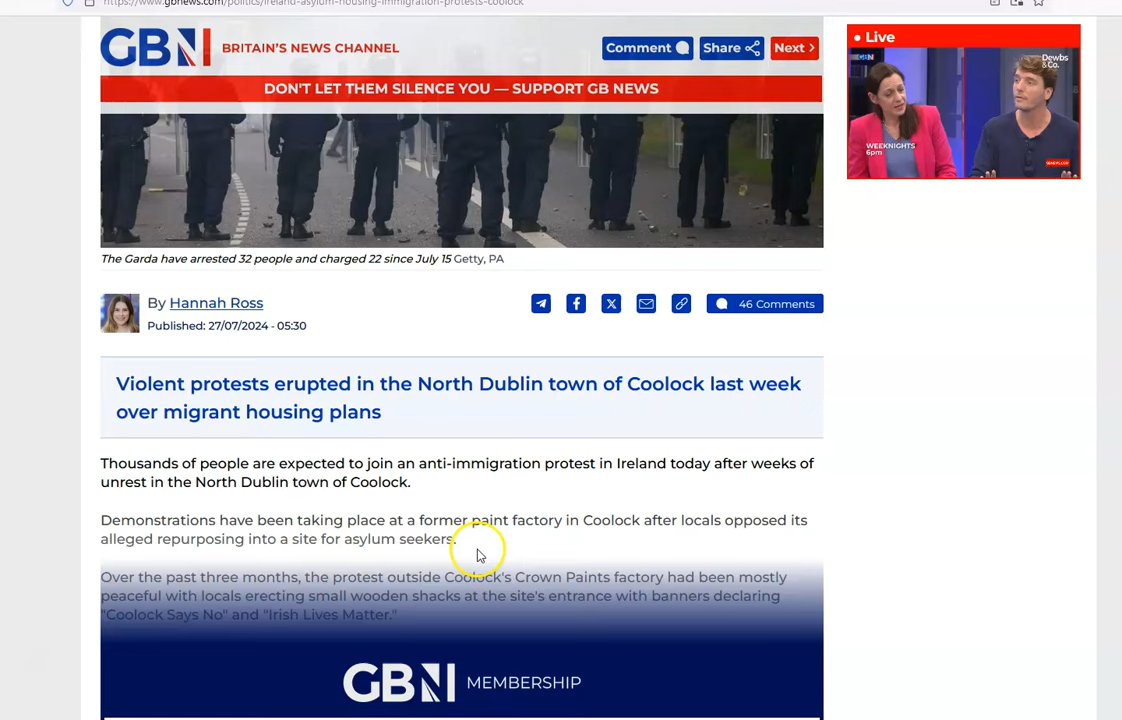 https://www.gbnews.com/politics/ireland-asylum-housing-immigration-protests-coolock
GBN BRITAIN'S NEWS CHANNEL
Comment Share Next
DON'T LET THEM SILENCE YOU — SUPPORT GB NEWS
Live
GBN
Dewbs
&Co.
WEEKNIGHTS
6pm
The Garda have arrested 32 people and charged 22 since July 15 Getty, PA
By Hannah Ross
Published: 27/07/2024 - 05:30
46 Comments
Violent protests erupted in the North Dublin town of Coolock last week
over migrant housing plans
Thousands of people are expected to join an anti-immigration protest in Ireland today after weeks of
unrest in the North Dublin town of Coolock.
Demonstrations have been taking place at a former paint factory in Coolock after locals opposed its
alleged repurposing into a site for asylum seekers.
Over the past three months, the protest outside Coolock's Crown Paints factory had been mostly
peaceful with locals erecting small wooden shacks at the site's entrance with banners declaring
"Coolock Says No" and "Irish Lives Matter."
GBN MEMBERSHIP